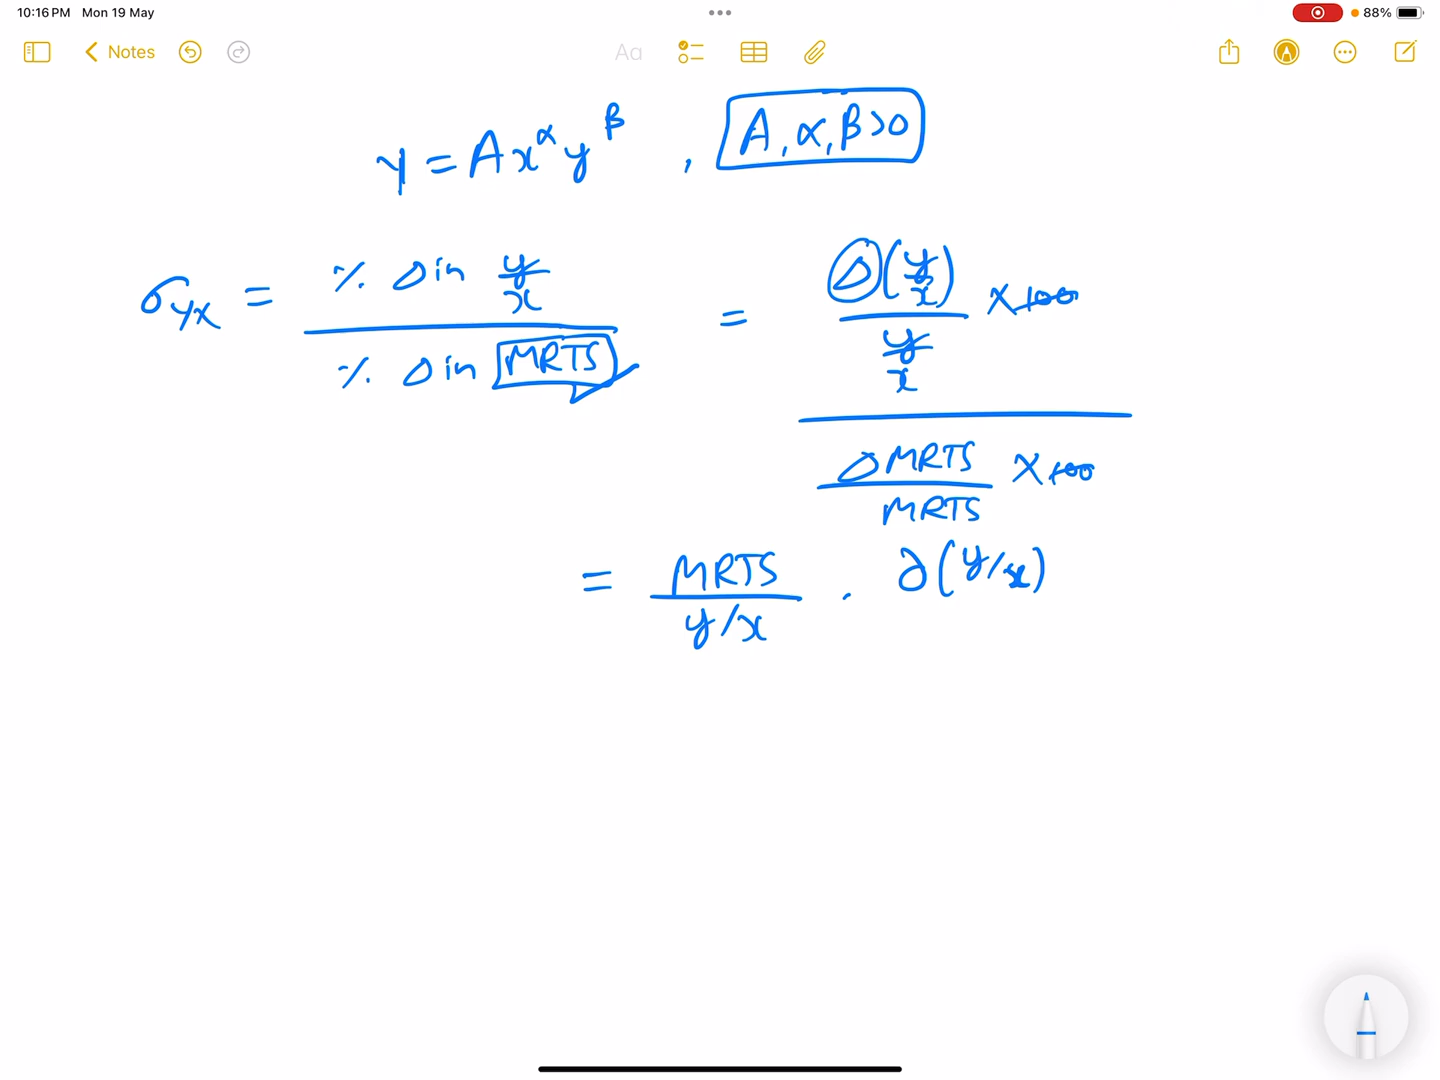 10:16 PM Mon 19 May 88%
Notes Aa
Y = A x^α y^β , A, α, β > 0
σ_YX = % Δ in y/x / % Δ in MRTS = Δ(y/x) / (y/x) × 100 / ΔMRTS / MRTS × 100
= MRTS / y/x . ∂(y/x)